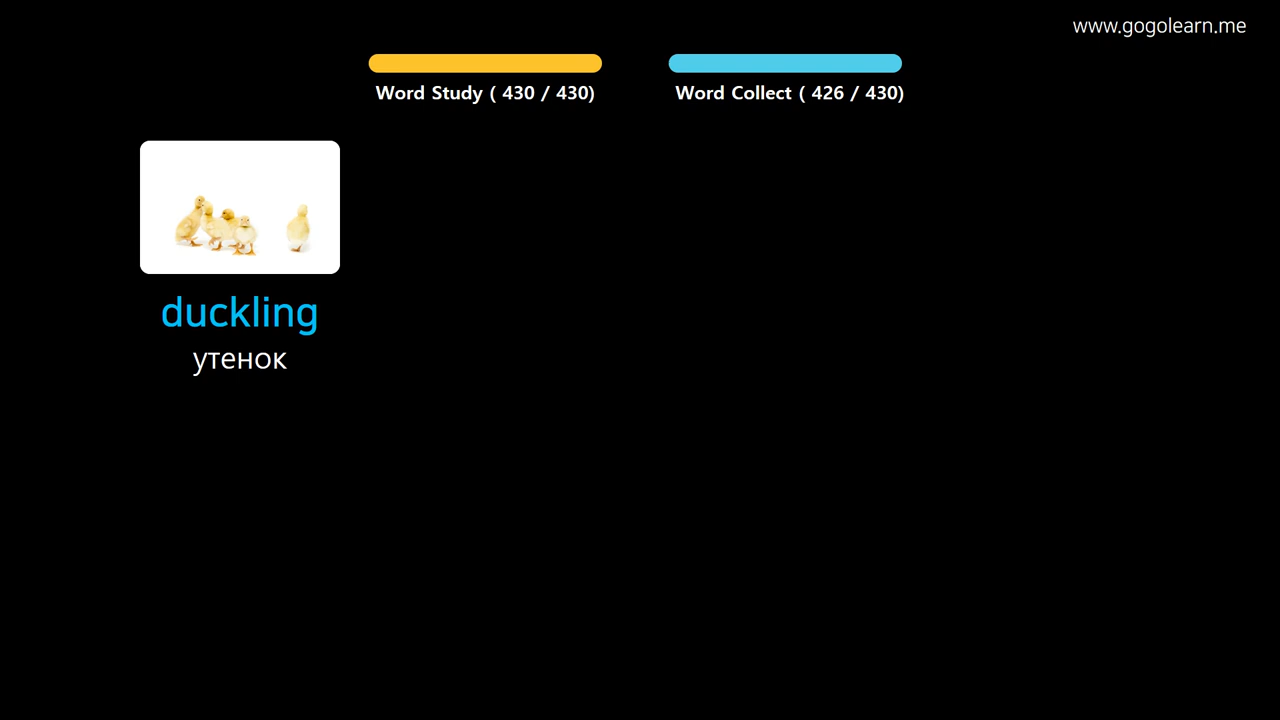 www.gogolearn.me
Word Study ( 430 / 430)
Word Collect ( 426 / 430)
duckling
утенок